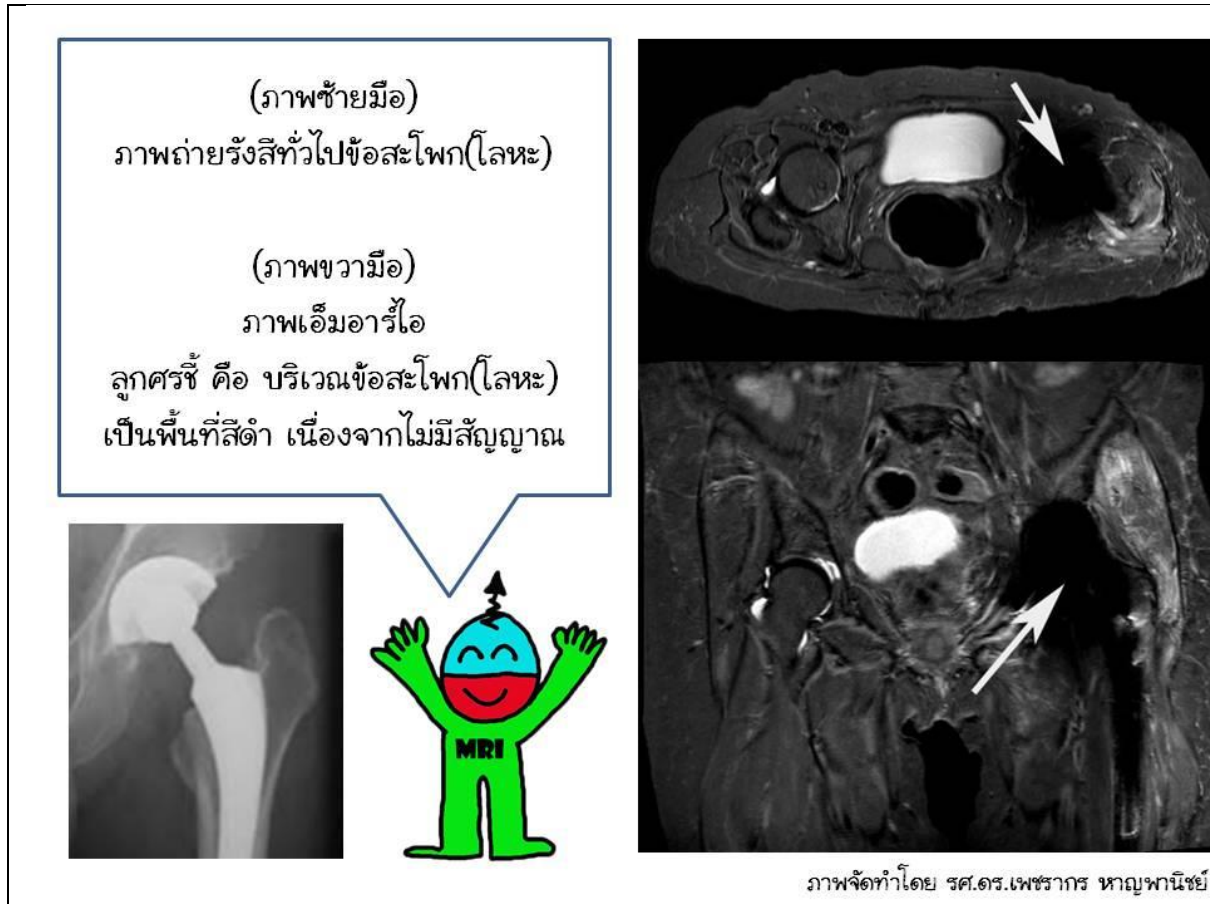 (ภาพซ้ายมือ)
ภาพถ่ายรังสีทั่วไปข้อสะโพก(โลหะ)
(ภาพขวามือ)
ภาพเอ็มอาร์ไอ
ลูกศรชี้ คือ บริเวณข้อสะโพก(โลหะ)
เป็นพื้นที่สีดำ เนื่องจากไม่มีสัญญาณ
MRI
ภาพจัดทำโดย รศ.ดร.เพชรากร หาญพานิชย์